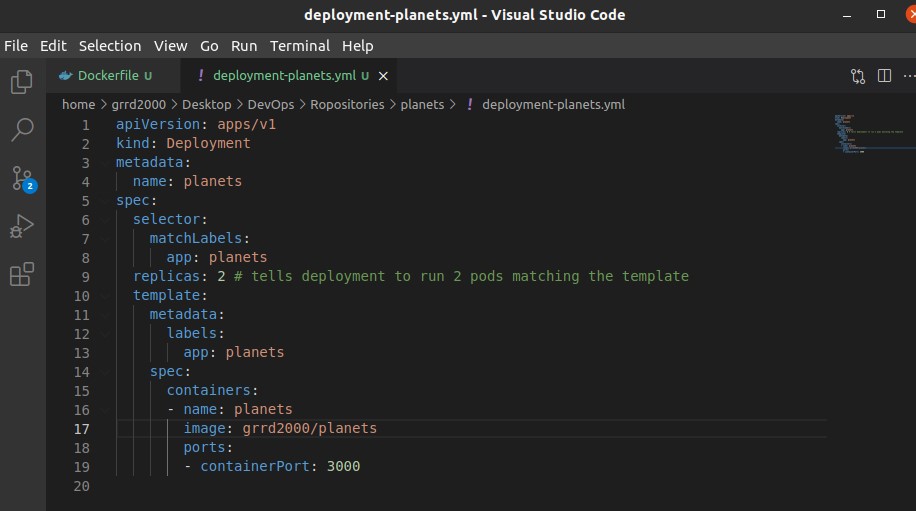 deployment-planets.yml - Visual Studio Code
File Edit Selection View Go Run Terminal Help
Dockerfile U ! deployment-planets.yml U ×
home > grrd2000 > Desktop > DevOps > Repositories > planets > ! deployment-planets.yml
1 apiVersion: apps/v1
2 kind: Deployment
3 metadata:
4   name: planets
5 spec:
6   selector:
7     matchLabels:
8       app: planets
9   replicas: 2 # tells deployment to run 2 pods matching the template
10   template:
11     metadata:
12       labels:
13         app: planets
14     spec:
15       containers:
16       - name: planets
17         image: grrd2000/planets
18         ports:
19         - containerPort: 3000
20
2